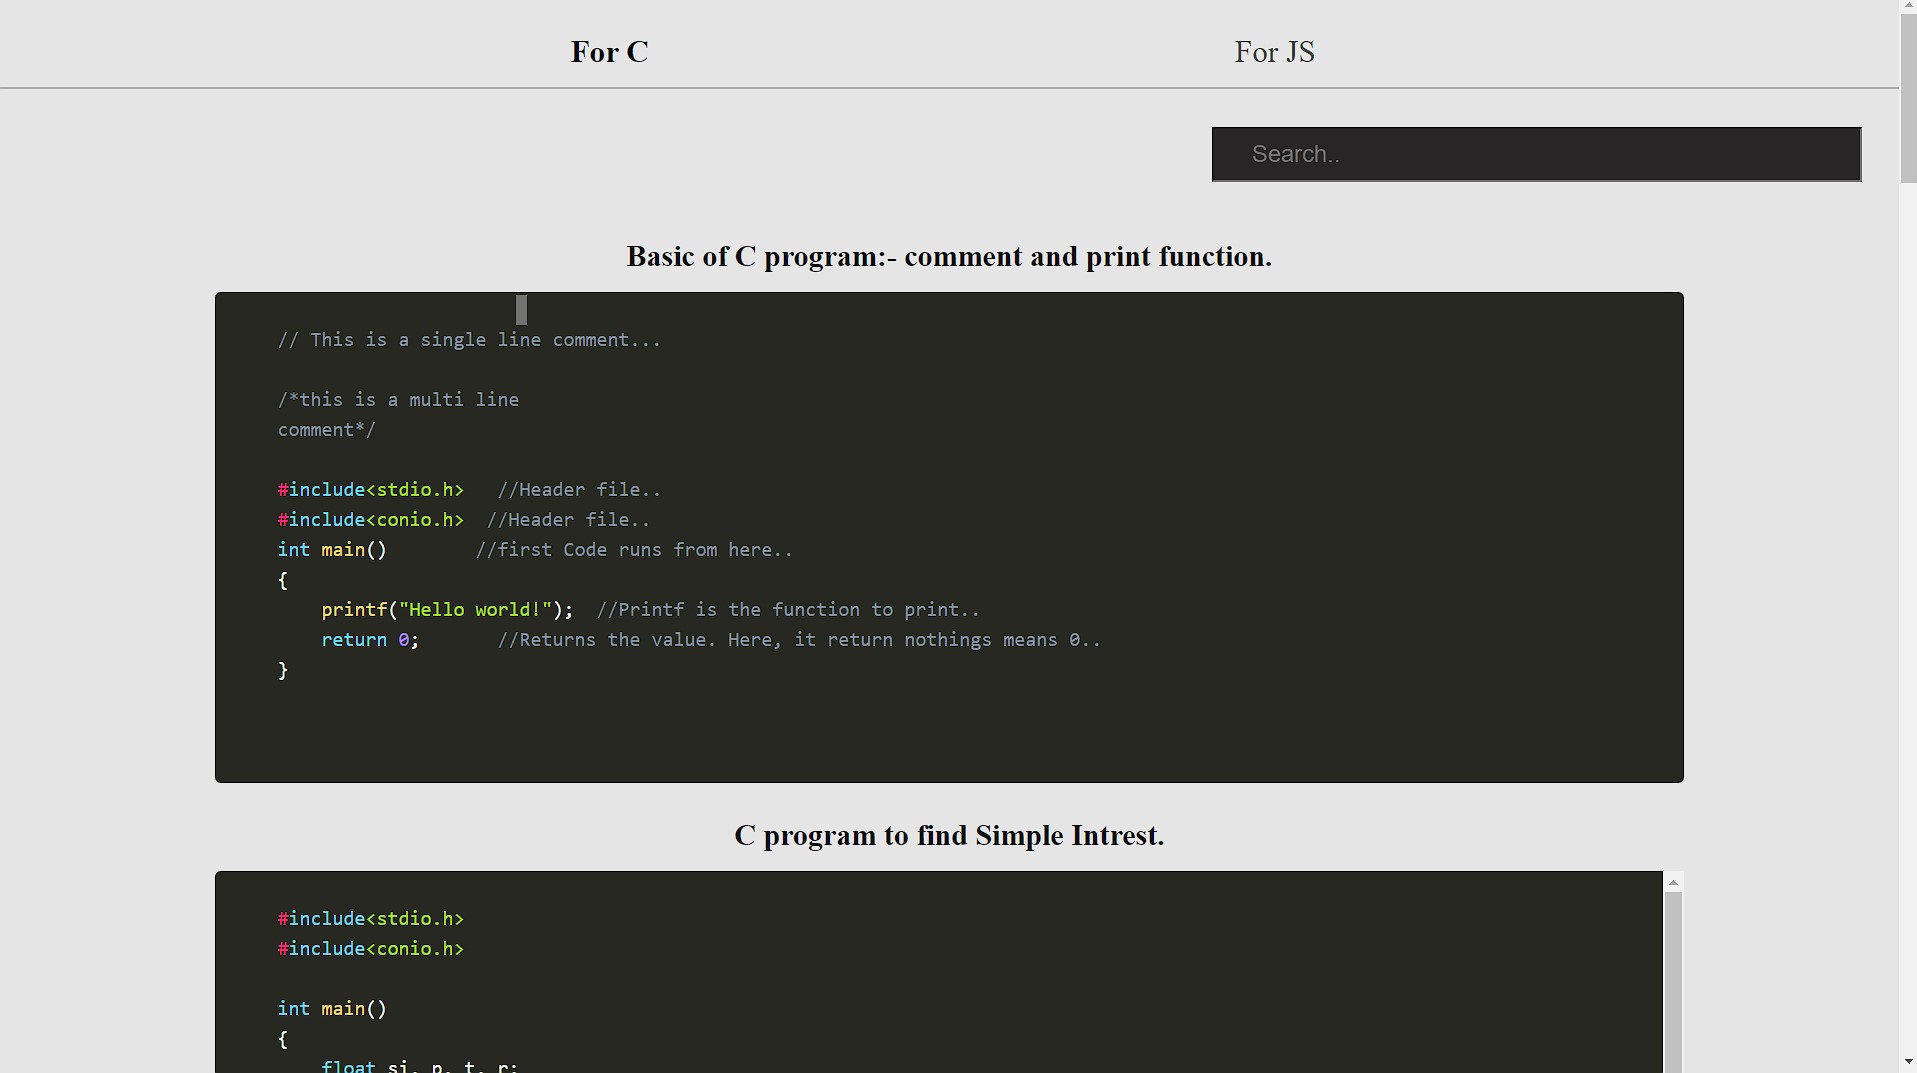 For C
For JS
Search..
Basic of C program:- comment and print function.
// This is a single line comment...
/*this is a multi line
comment*/
#include<stdio.h>   //Header file..
#include<conio.h>  //Header file..
int main()        //first Code runs from here..
{
    printf("Hello world!");  //Printf is the function to print..
    return 0;       //Returns the value. Here, it return nothings means 0..
}
C program to find Simple Intrest.
#include<stdio.h>
#include<conio.h>
int main()
{
    float si, p, t, r;